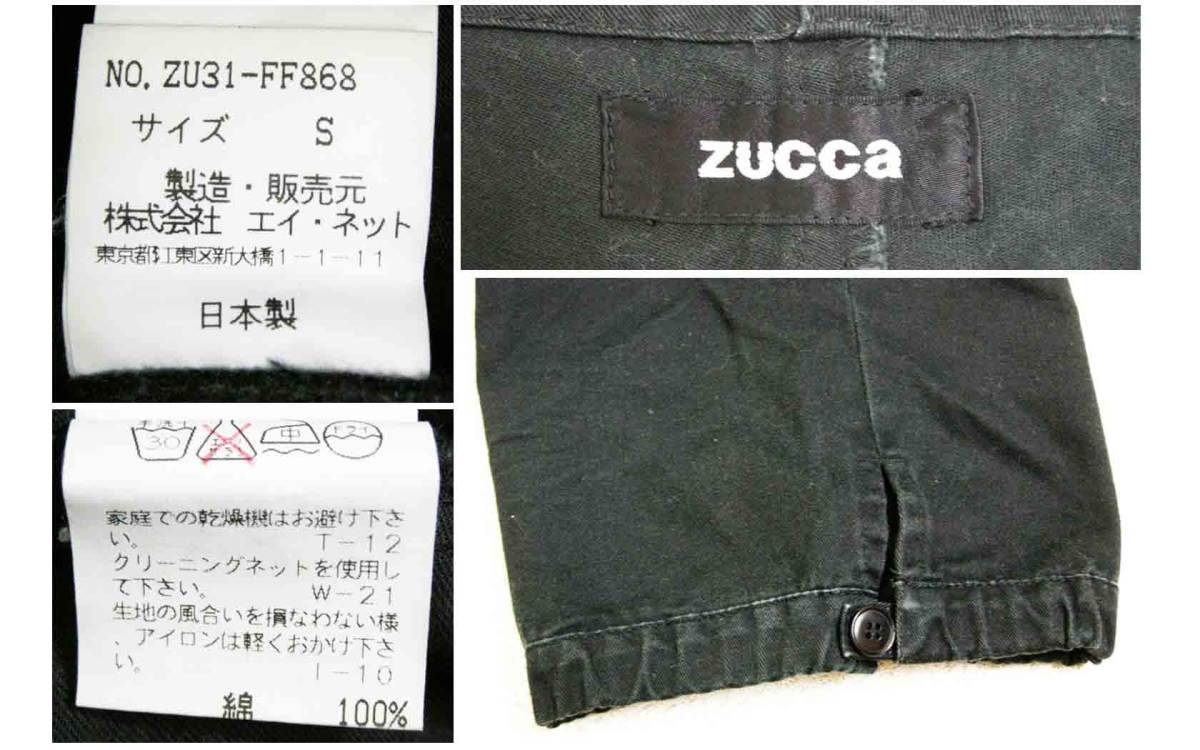 NO. ZU31-FF868
サイズ S
製造・販売元
株式会社 エイ・ネット
東京都江東区新大橋1-1-11
日本製
zucca
30
中
ドライ
家庭での乾燥機はお避け下さ
い。 T-12
クリーニングネットを使用し
て下さい。 W-21
生地の風合いを損なわない様
、アイロンは軽くおかけ下さ
い。 I-10
綿 100%